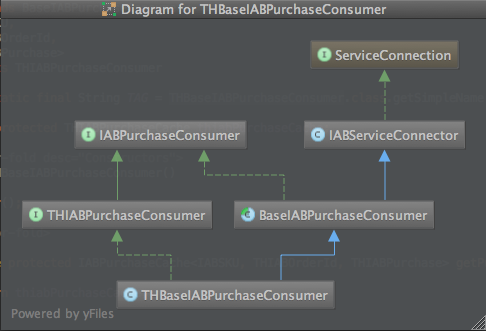 Diagram for THBaseIABPurchaseConsumer
I ServiceConnection
I IABPurchaseConsumer
C IABServiceConnector
I THIABPurchaseConsumer
C BaseIABPurchaseConsumer
C THBaseIABPurchaseConsumer
Powered by yFiles